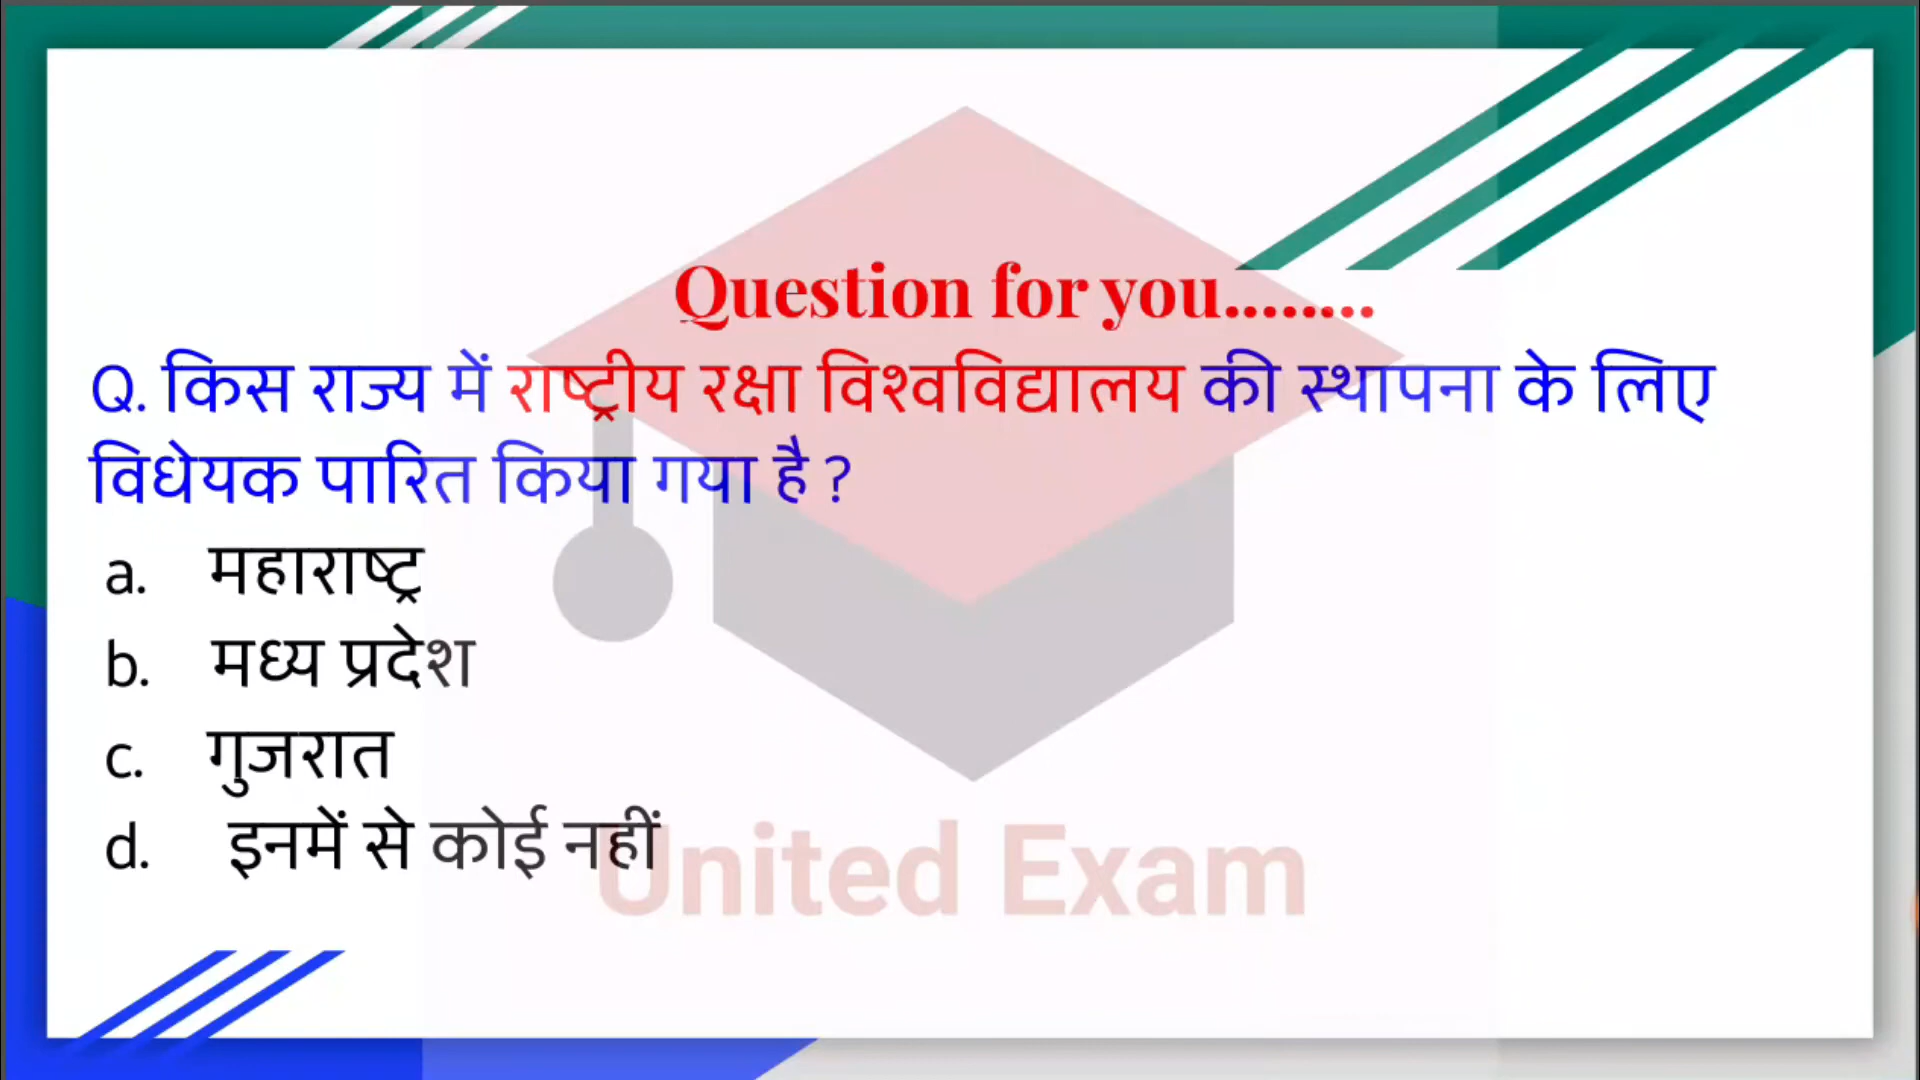 Question for you........
Q. किस राज्य में राष्ट्रीय रक्षा विश्वविद्यालय की स्थापना के लिए
विधेयक पारित किया गया है ?
a. महाराष्ट्र
b. मध्य प्रदेश
c. गुजरात
d. इनमें से कोई नहीं
United Exam